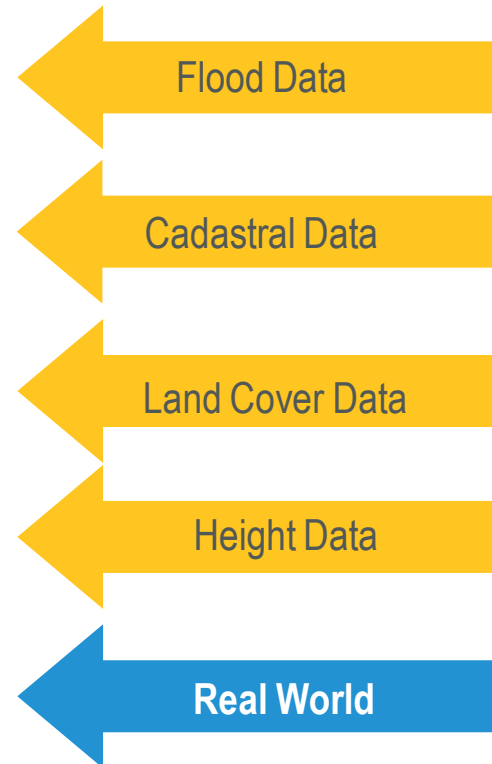 Flood Data
Cadastral Data
Land Cover Data
Height Data
Real World